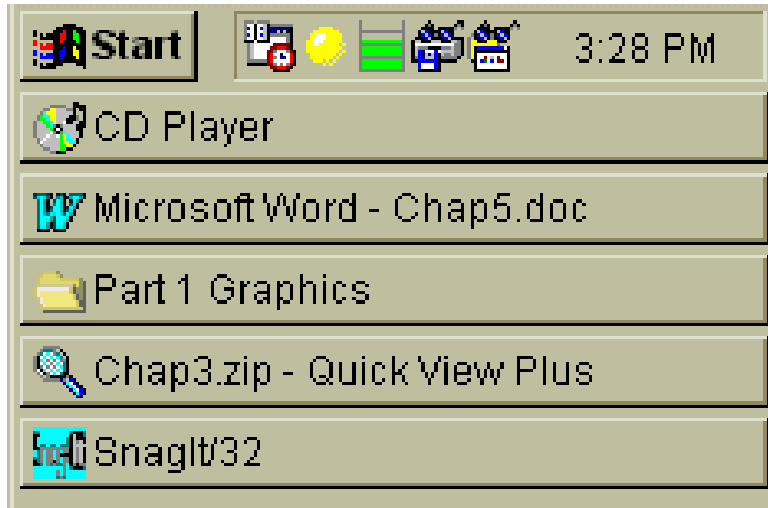 Start 3:28 PM
CD Player
Microsoft Word - Chap5.doc
Part 1 Graphics
Chap3.zip - Quick View Plus
SnagIt/32